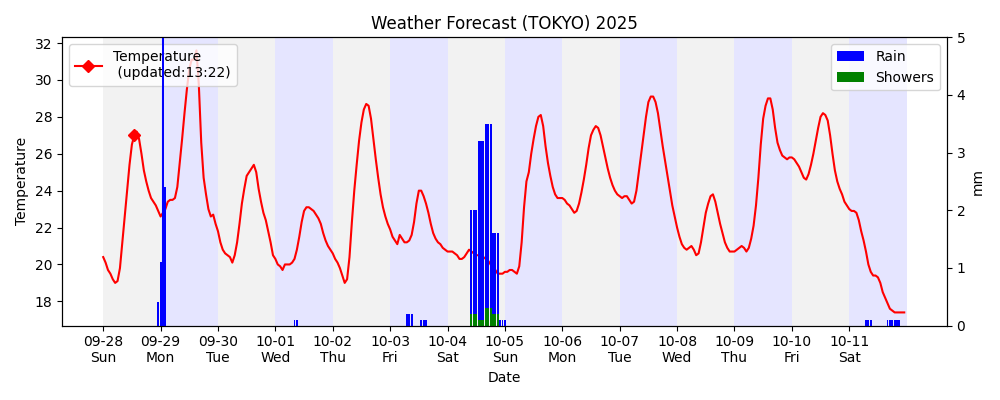 Weather Forecast (TOKYO) 2025
Temperature
(updated:13:22)
Rain
Showers
Temperature
32
30
28
26
24
22
20
18
5
4
3
2
1
0
mm
09-28 09-29 09-30 10-01 10-02 10-03 10-04 10-05 10-06 10-07 10-08 10-09 10-10 10-11
Sun Mon Tue Wed Thu Fri Sat Sun Mon Tue Wed Thu Fri Sat
Date